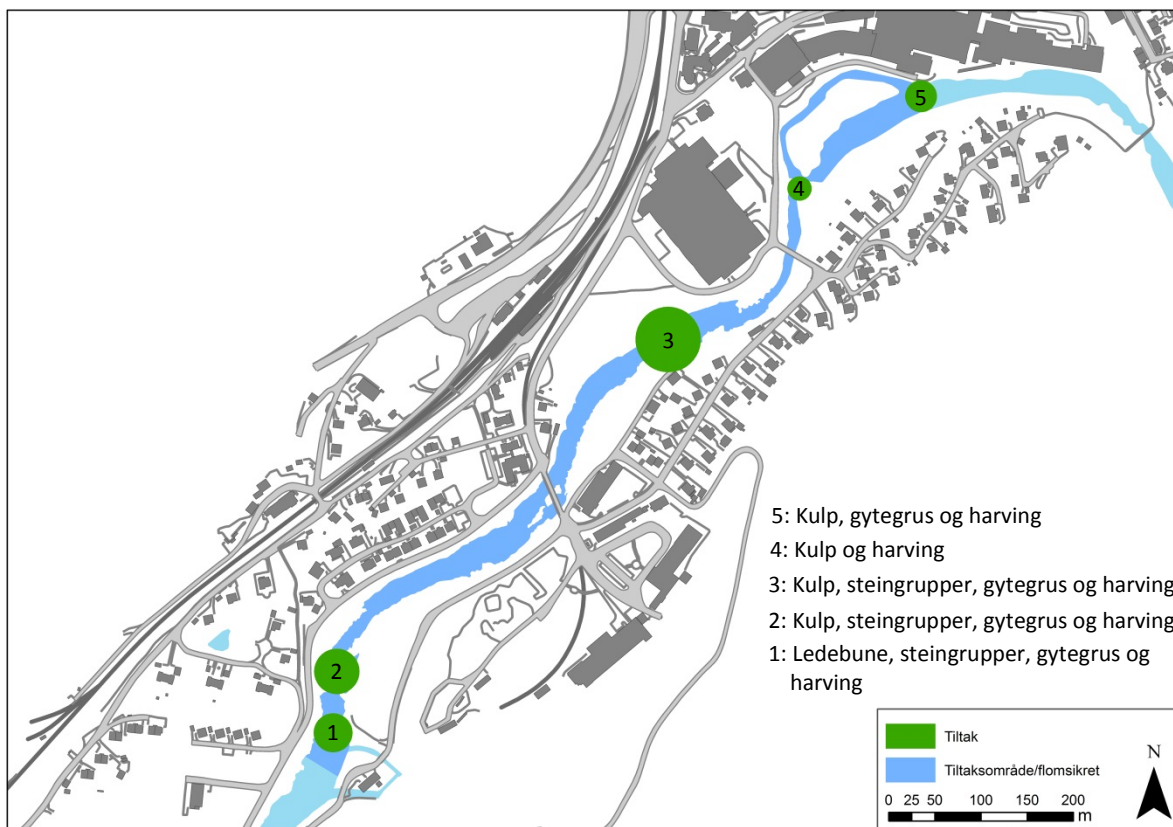 5
4
3
2
1
5: Kulp, gytegrus og harving
4: Kulp og harving
3: Kulp, steingrupper, gytegrus og harving
2: Kulp, steingrupper, gytegrus og harving
1: Ledebune, steingrupper, gytegrus og
harving
Tiltak
Tiltaksområde/flomsikret
N
0 25 50 100 150 200
m